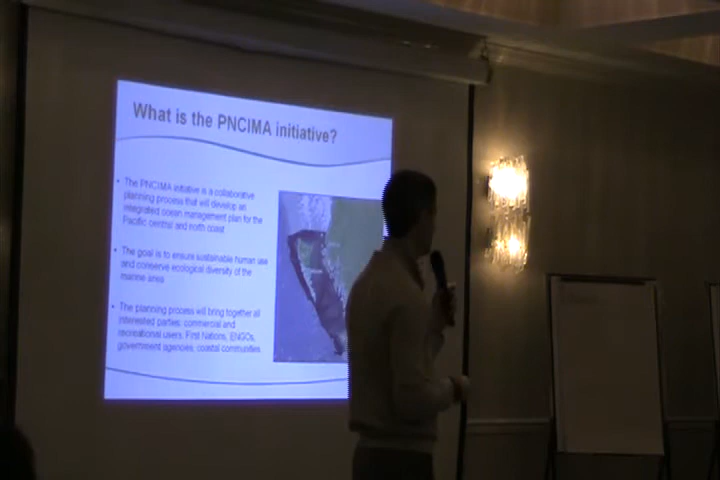 What is the PNCIMA initiative?
• The PNCIMA initiative is a collaborative
planning process that will develop an
integrated ocean management plan for the
Pacific central and north coast
• The goal is to ensure sustainable human use
and conserve ecological diversity of the
marine area
• The planning process will bring together all
interested parties: commercial and
recreational users, First Nations, ENGOs,
government agencies, coastal communities